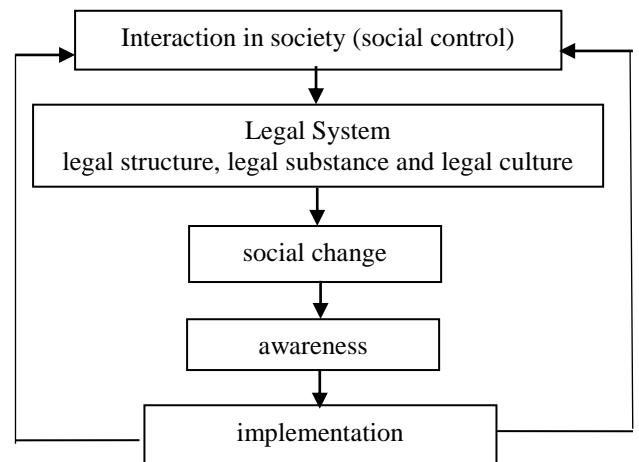 Interaction in society (social control)
Legal System
legal structure, legal substance and legal culture
social change
awareness
implementation